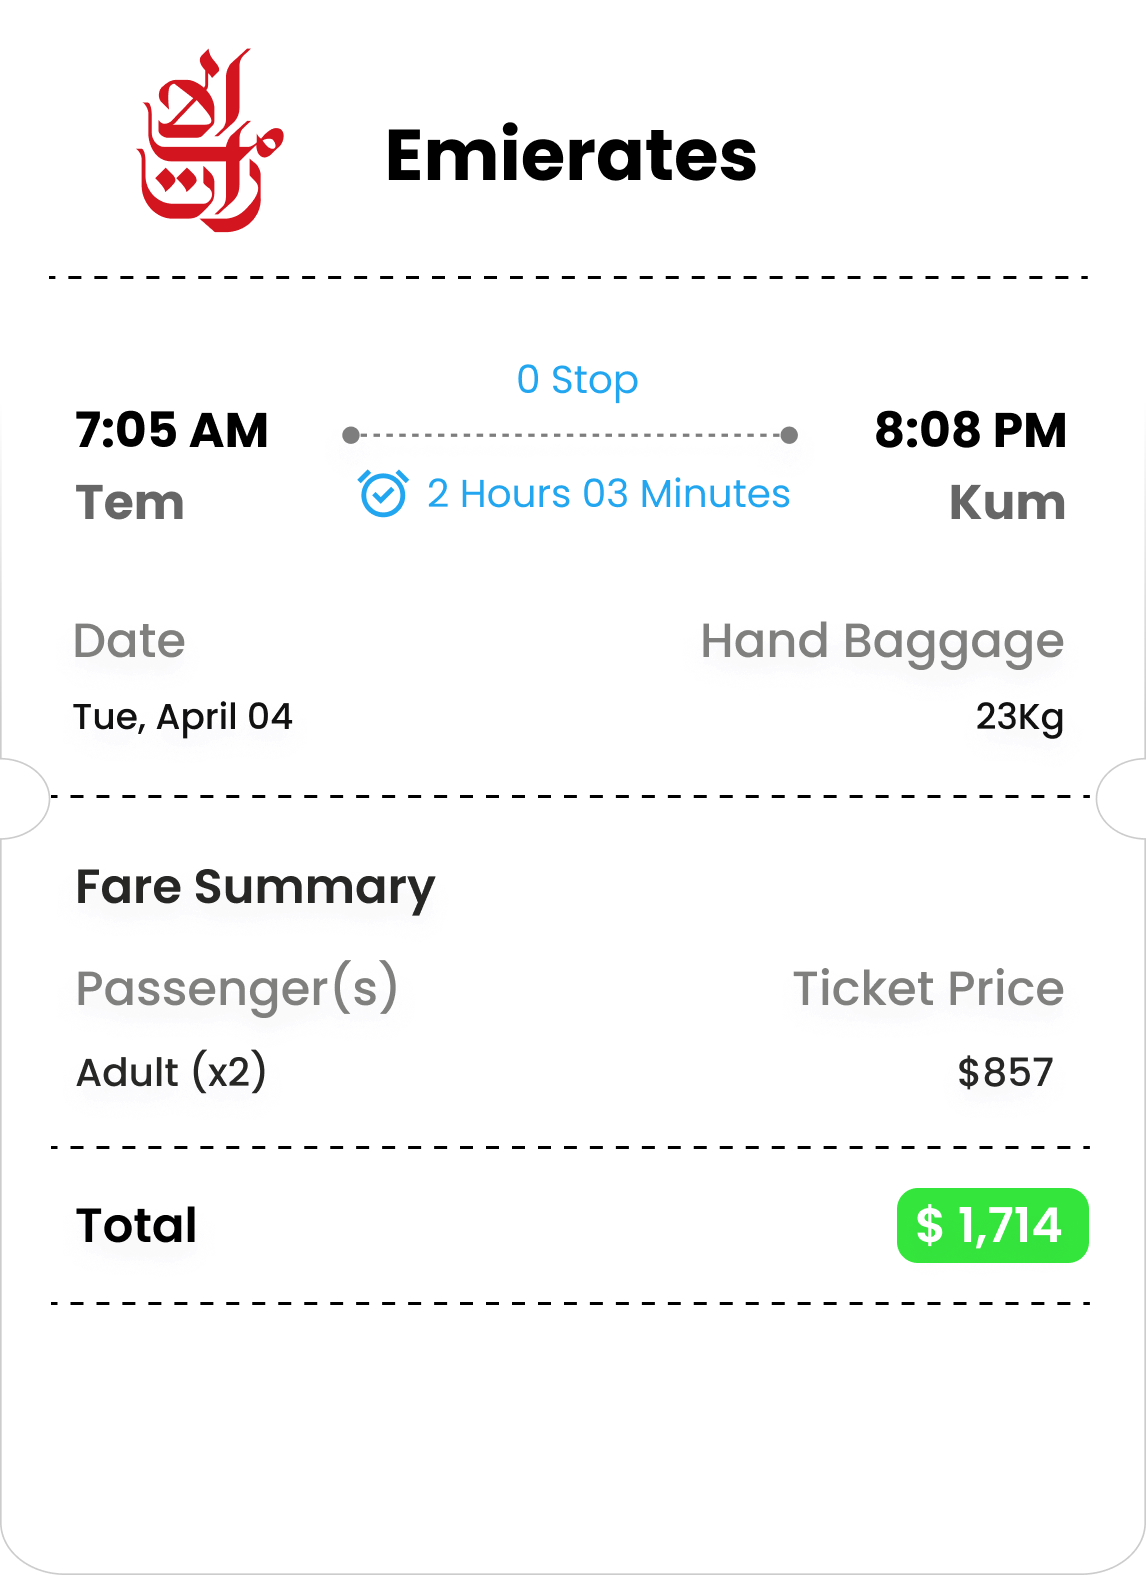 الإمارات
Emierates
0 Stop
7:05 AM 8:08 PM
2 Hours 03 Minutes
Tem Kum
Date Hand Baggage
Tue, April 04 23Kg
Fare Summary
Passenger(s) Ticket Price
Adult (x2) $857
Total $ 1,714